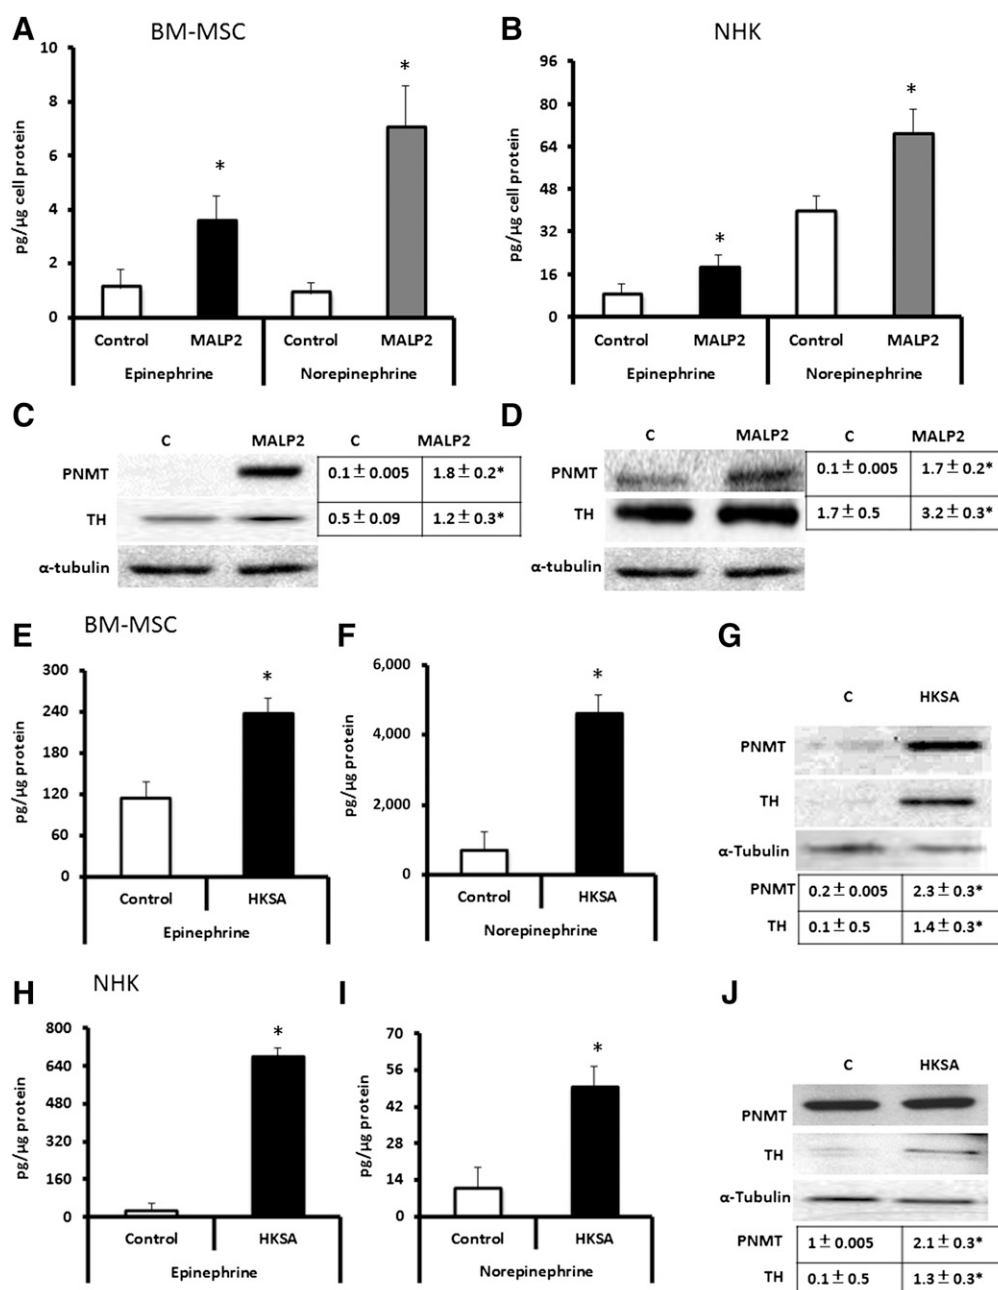 A BM-MSC
10
8
6
4
2
0
pg/µg cell protein
*
*
Control MALP2 Control MALP2
Epinephrine Norepinephrine
B NHK
96
80
64
48
32
16
0
pg/µg cell protein
*
*
Control MALP2 Control MALP2
Epinephrine Norepinephrine
C
C MALP2 C MALP2
PNMT 0.1 ± 0.005 1.8 ± 0.2*
TH 0.5 ± 0.09 1.2 ± 0.3*
α-tubulin
D
C MALP2 C MALP2
PNMT 0.1 ± 0.005 1.7 ± 0.2*
TH 1.7 ± 0.5 3.2 ± 0.3*
α-tubulin
E BM-MSC
300
240
180
120
60
0
pg/µg protein
*
Control HKSA
Epinephrine
F
6,000
4,000
2,000
0
pg/µg protein
*
Control HKSA
Norepinephrine
G
C HKSA
PNMT
TH
α-Tubulin
PNMT 0.2 ± 0.005 2.3 ± 0.3*
TH 0.1 ± 0.5 1.4 ± 0.3*
H NHK
800
640
480
320
160
0
pg/µg protein
*
Control HKSA
Epinephrine
I
70
56
42
28
14
0
pg/µg protein
*
Control HKSA
Norepinephrine
J
C HKSA
PNMT
TH
α-Tubulin
PNMT 1 ± 0.005 2.1 ± 0.3*
TH 0.1 ± 0.5 1.3 ± 0.3*